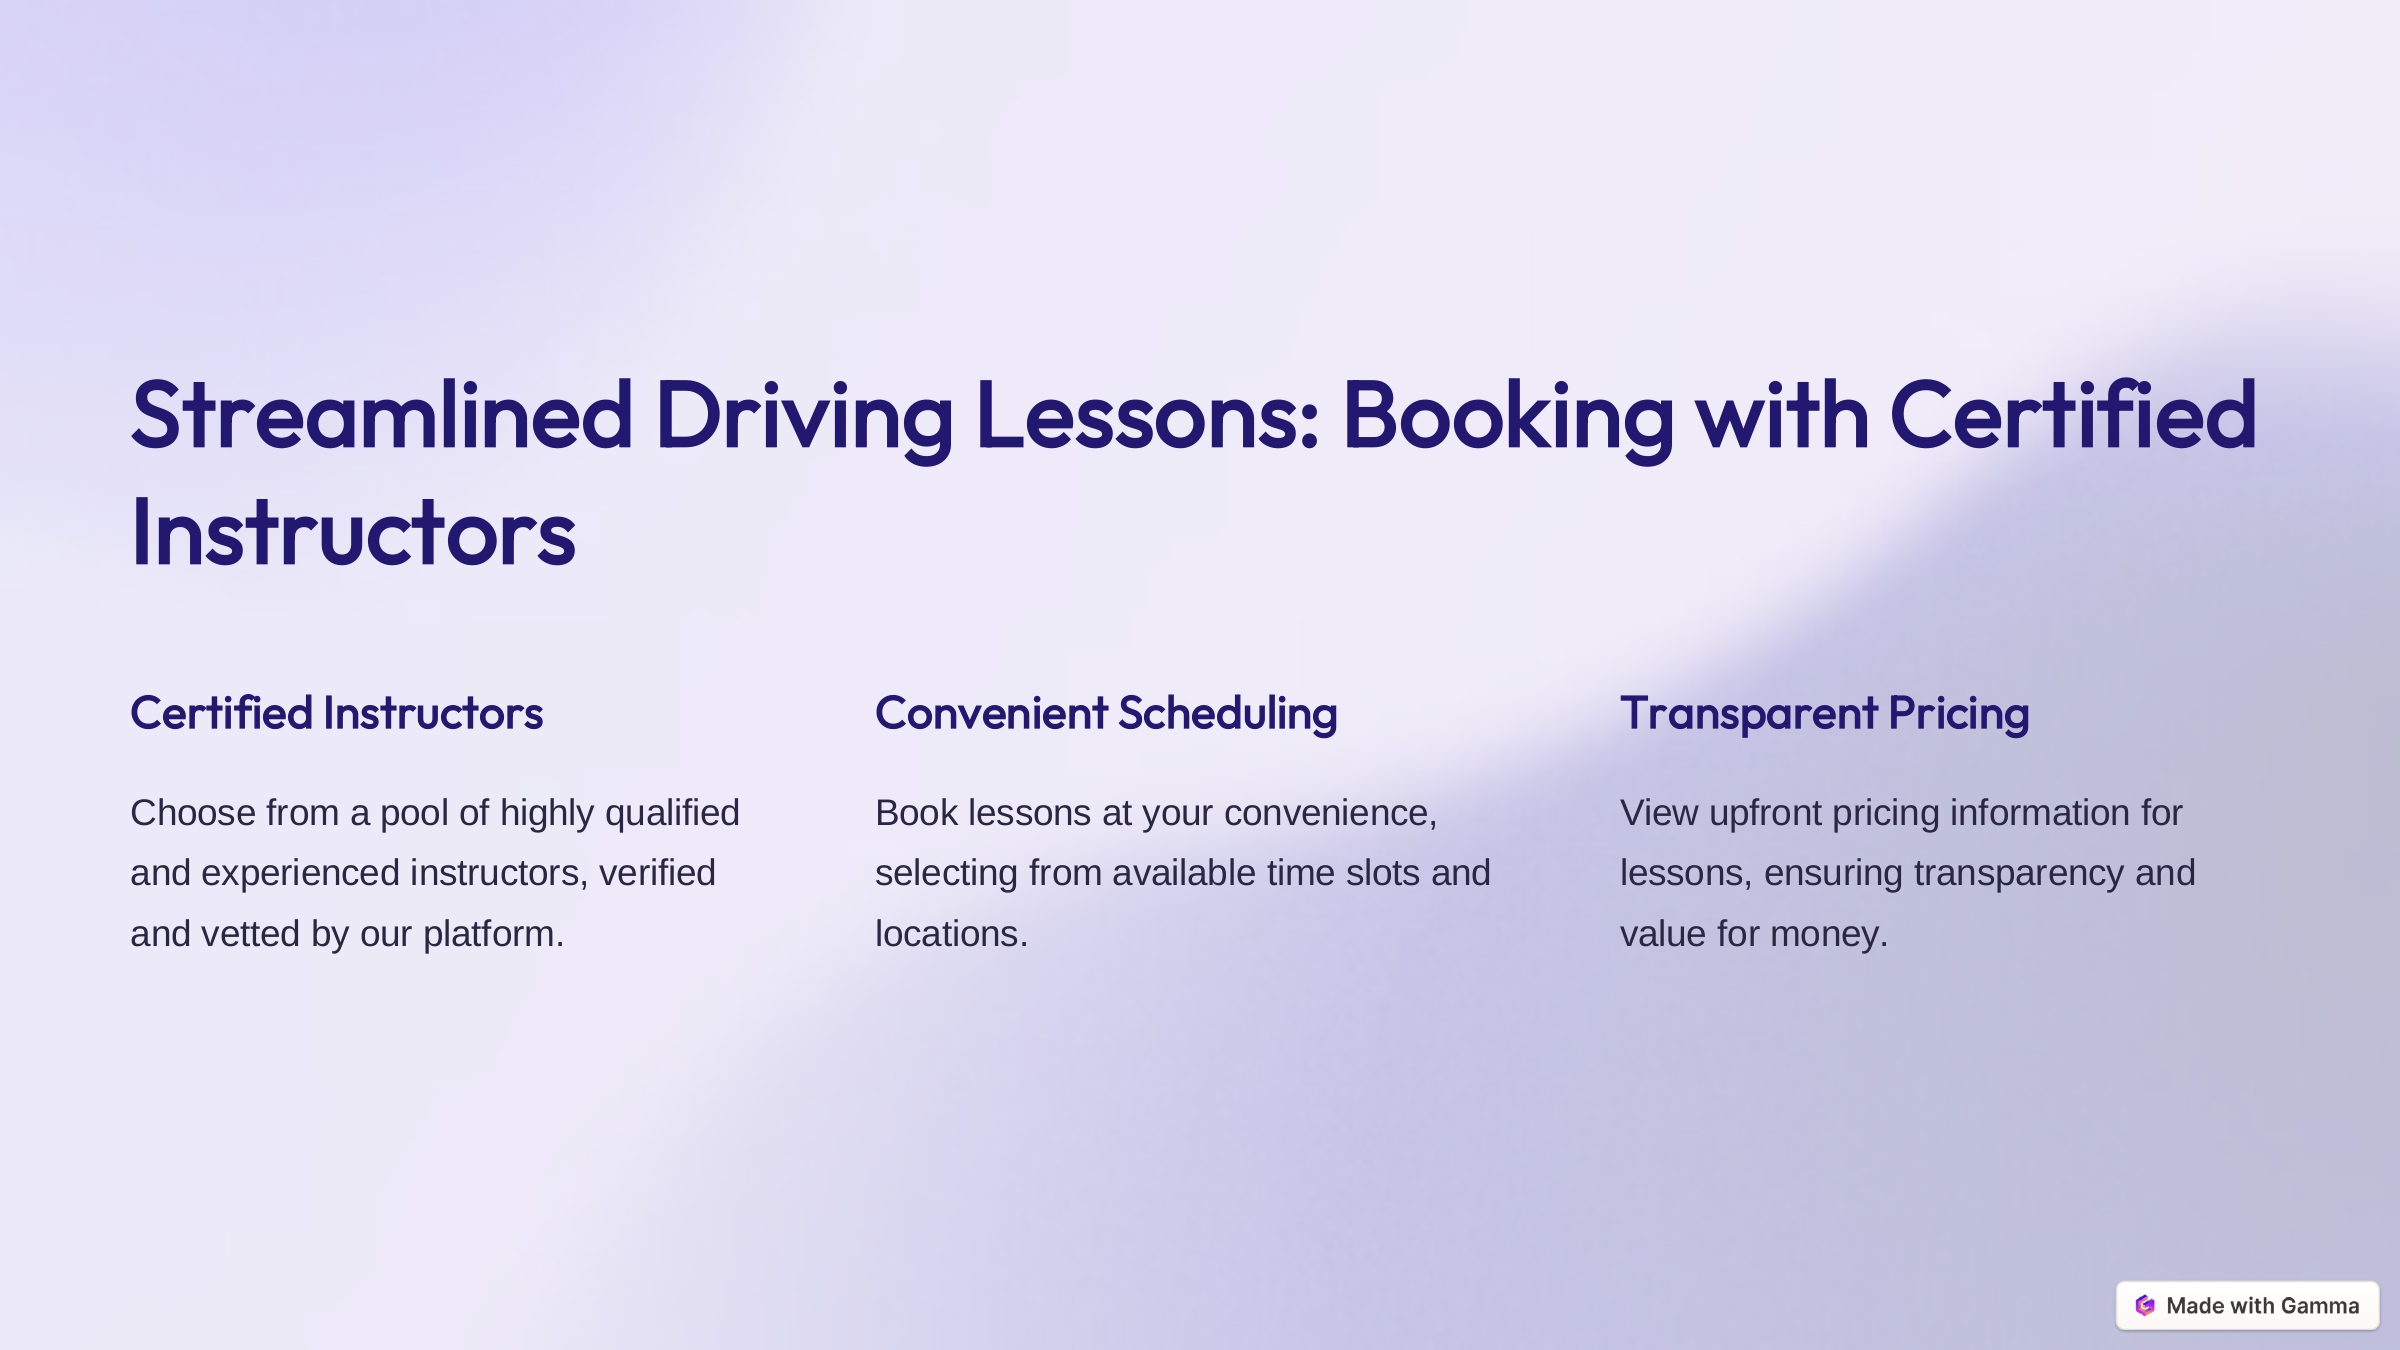 Streamlined Driving Lessons: Booking with Certified
Instructors
Certified Instructors
Choose from a pool of highly qualified
and experienced instructors, verified
and vetted by our platform.
Convenient Scheduling
Book lessons at your convenience,
selecting from available time slots and
locations.
Transparent Pricing
View upfront pricing information for
lessons, ensuring transparency and
value for money.
Made with Gamma